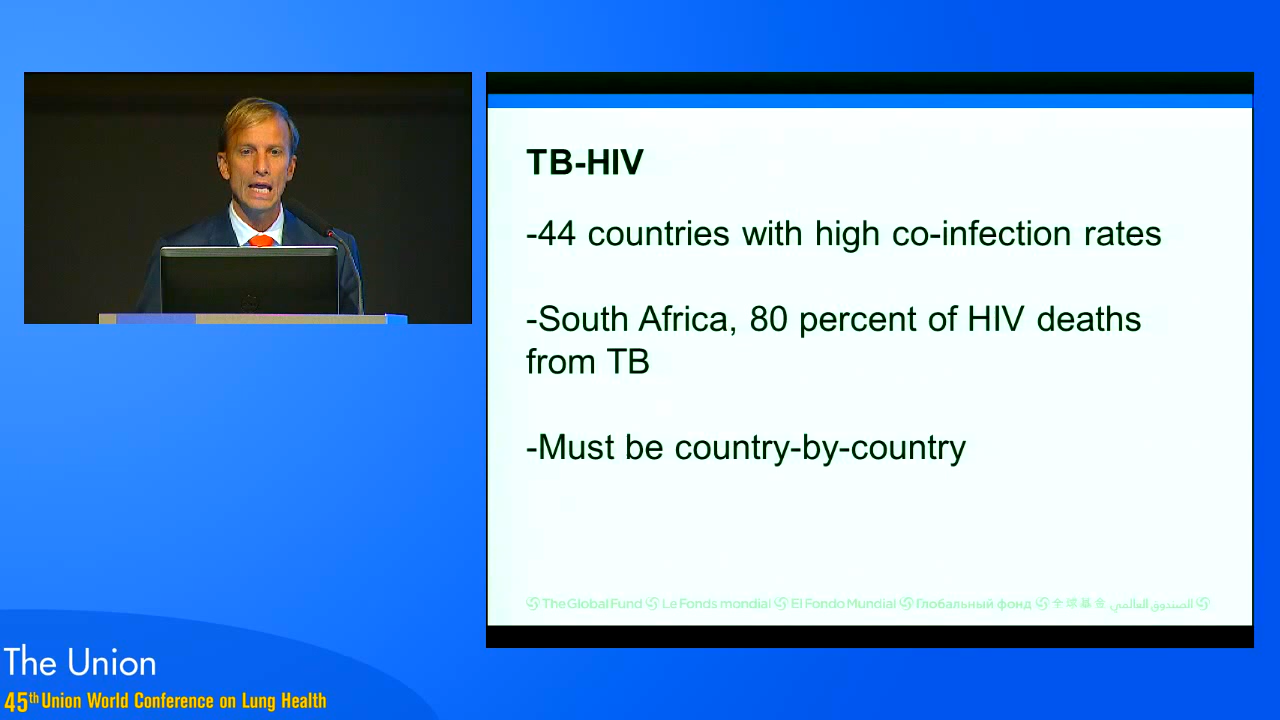 TB-HIV
-44 countries with high co-infection rates
-South Africa, 80 percent of HIV deaths
from TB
-Must be country-by-country
The Global Fund Le Fonds mondial El Fondo Mundial Глобальный фонд 全球基金 الصندوق العالمي
The Union
45th Union World Conference on Lung Health